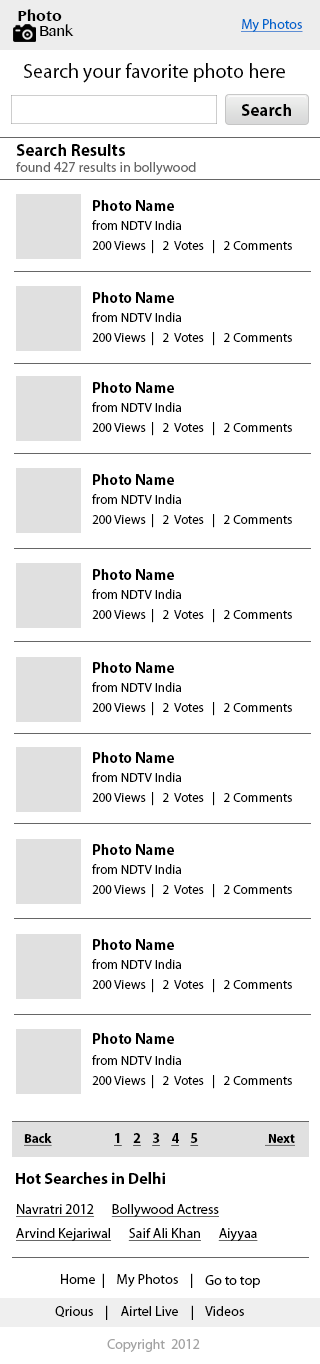 Photo
Bank
My Photos
Search your favorite photo here
Search
Search Results
found 427 results in bollywood
Photo Name
from NDTV India
200 Views | 2 Votes | 2 Comments
Photo Name
from NDTV India
200 Views | 2 Votes | 2 Comments
Photo Name
from NDTV India
200 Views | 2 Votes | 2 Comments
Photo Name
from NDTV India
200 Views | 2 Votes | 2 Comments
Photo Name
from NDTV India
200 Views | 2 Votes | 2 Comments
Photo Name
from NDTV India
200 Views | 2 Votes | 2 Comments
Photo Name
from NDTV India
200 Views | 2 Votes | 2 Comments
Photo Name
from NDTV India
200 Views | 2 Votes | 2 Comments
Photo Name
from NDTV India
200 Views | 2 Votes | 2 Comments
Photo Name
from NDTV India
200 Views | 2 Votes | 2 Comments
Back 1 2 3 4 5 Next
Hot Searches in Delhi
Navratri 2012 Bollywood Actress
Arvind Kejariwal Saif Ali Khan Aiyyaa
Home | My Photos | Go to top
Qrious | Airtel Live | Videos
Copyright 2012